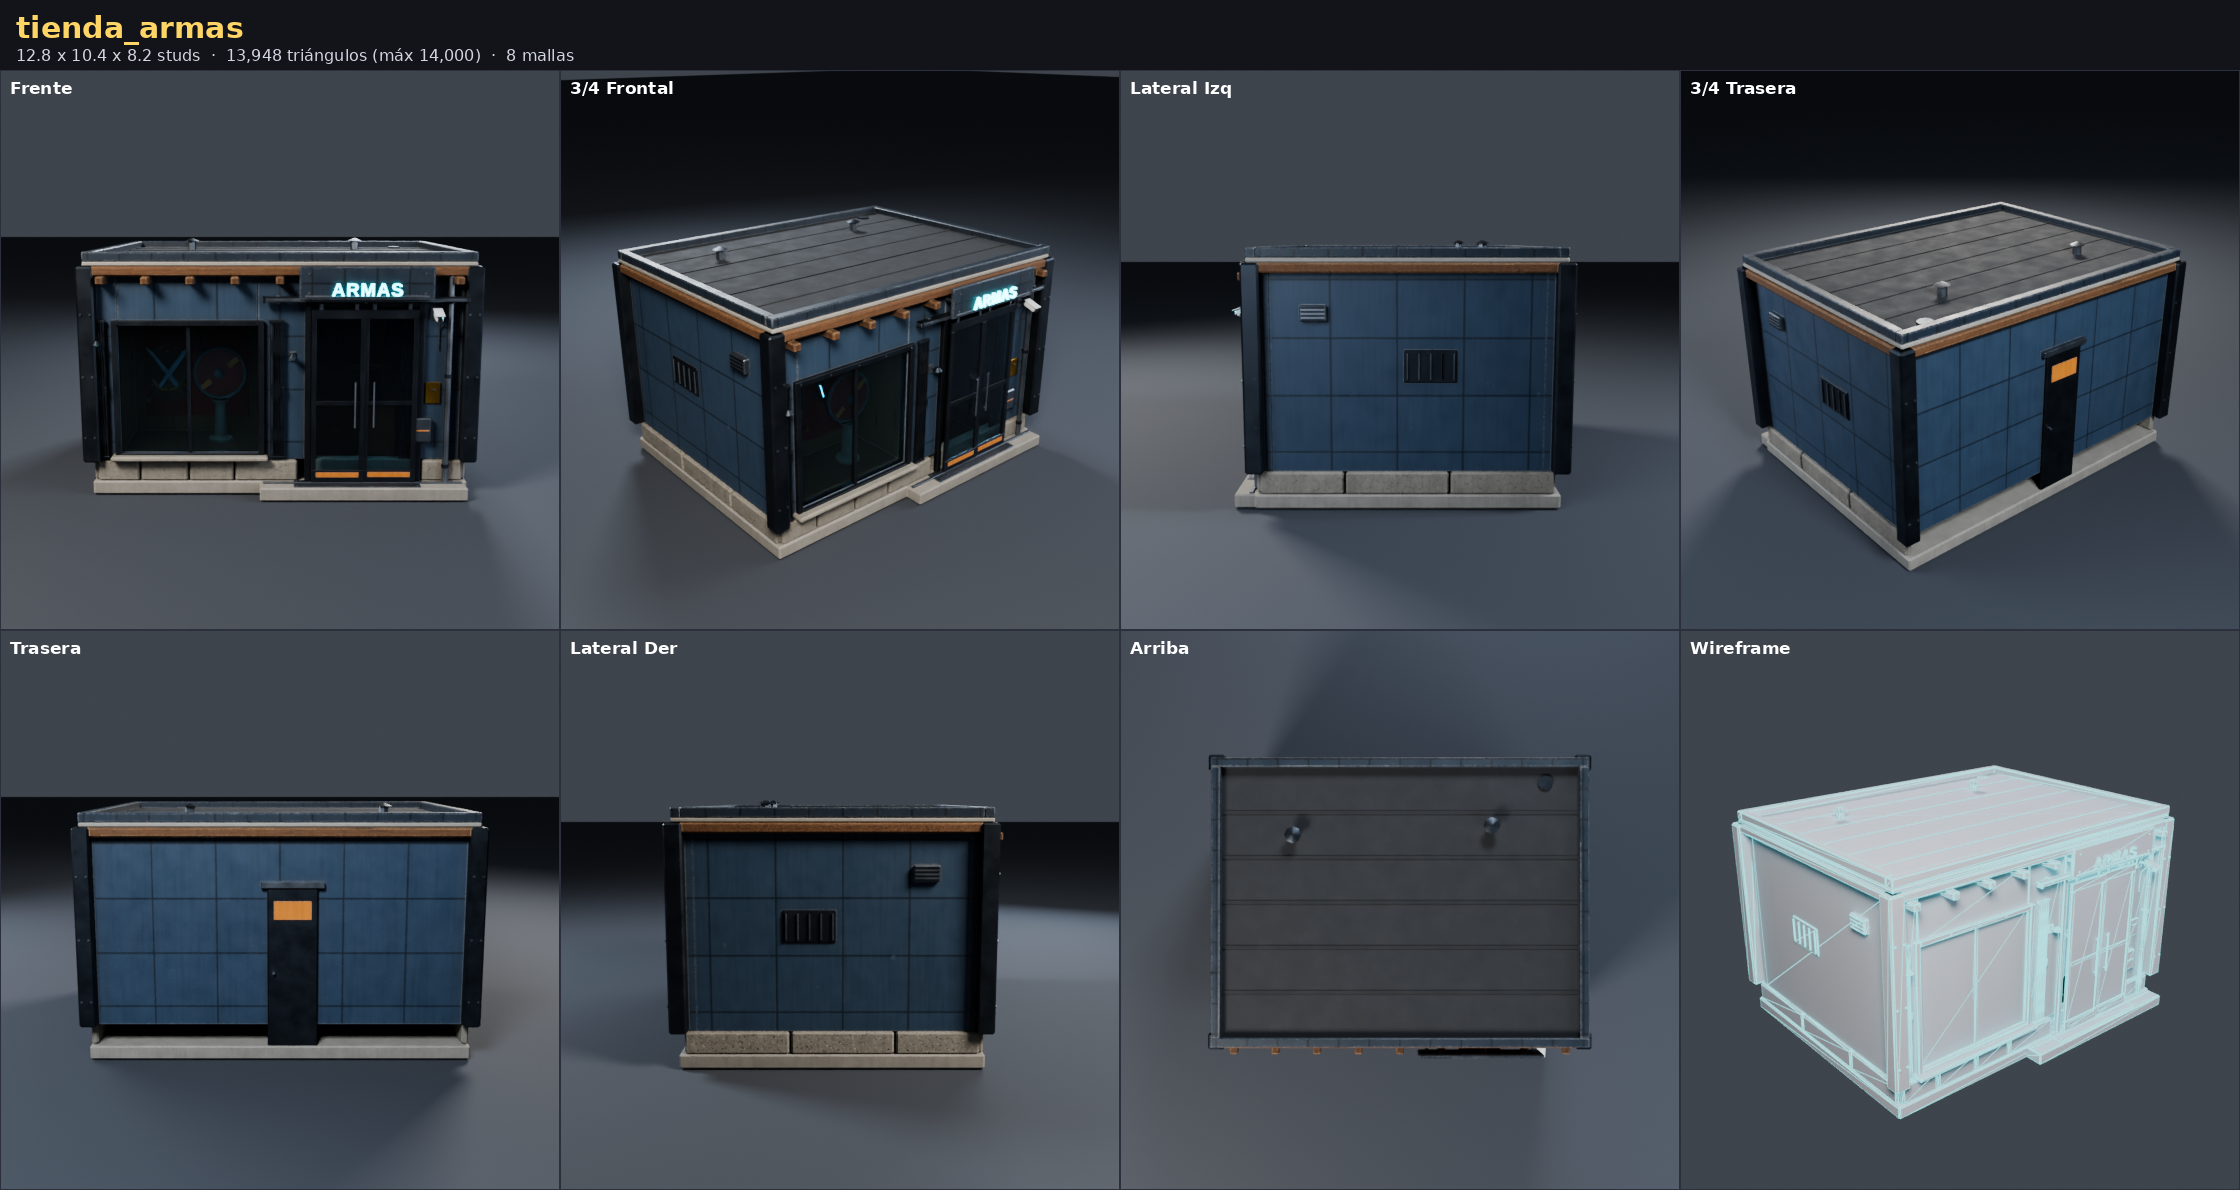 tienda_armas
12.8 x 10.4 x 8.2 studs · 13,948 triángulos (máx 14,000) · 8 mallas
Frente
3/4 Frontal
Lateral Izq
3/4 Trasera
ARMAS
ARMAS
Trasera
Lateral Der
Arriba
Wireframe
ARMAS